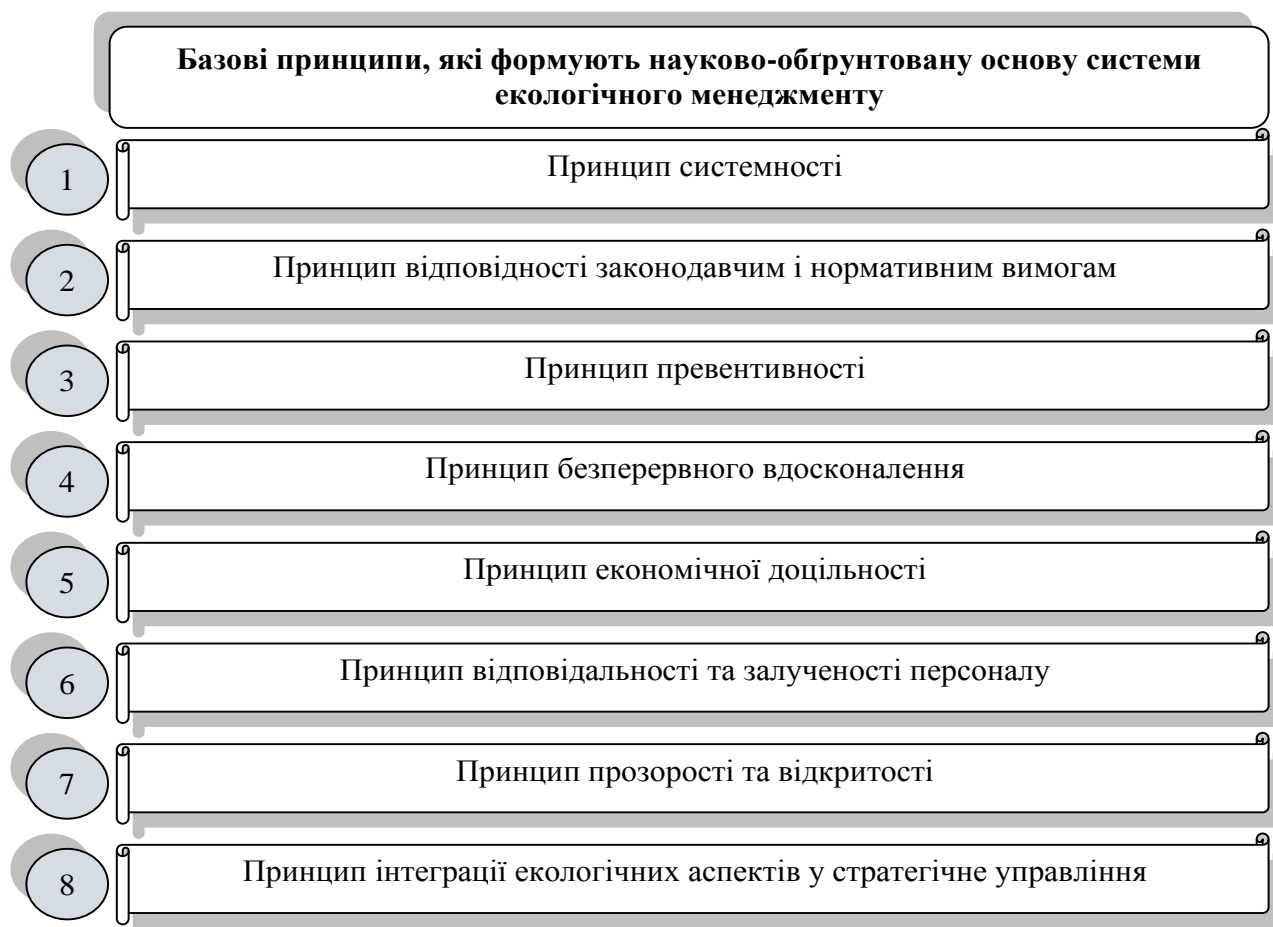 Базові принципи, які формують науково-обґрунтовану основу системи
екологічного менеджменту
1
Принцип системності
2
Принцип відповідності законодавчим і нормативним вимогам
3
Принцип превентивності
4
Принцип безперервного вдосконалення
5
Принцип економічної доцільності
6
Принцип відповідальності та залученості персоналу
7
Принцип прозорості та відкритості
8
Принцип інтеграції екологічних аспектів у стратегічне управління